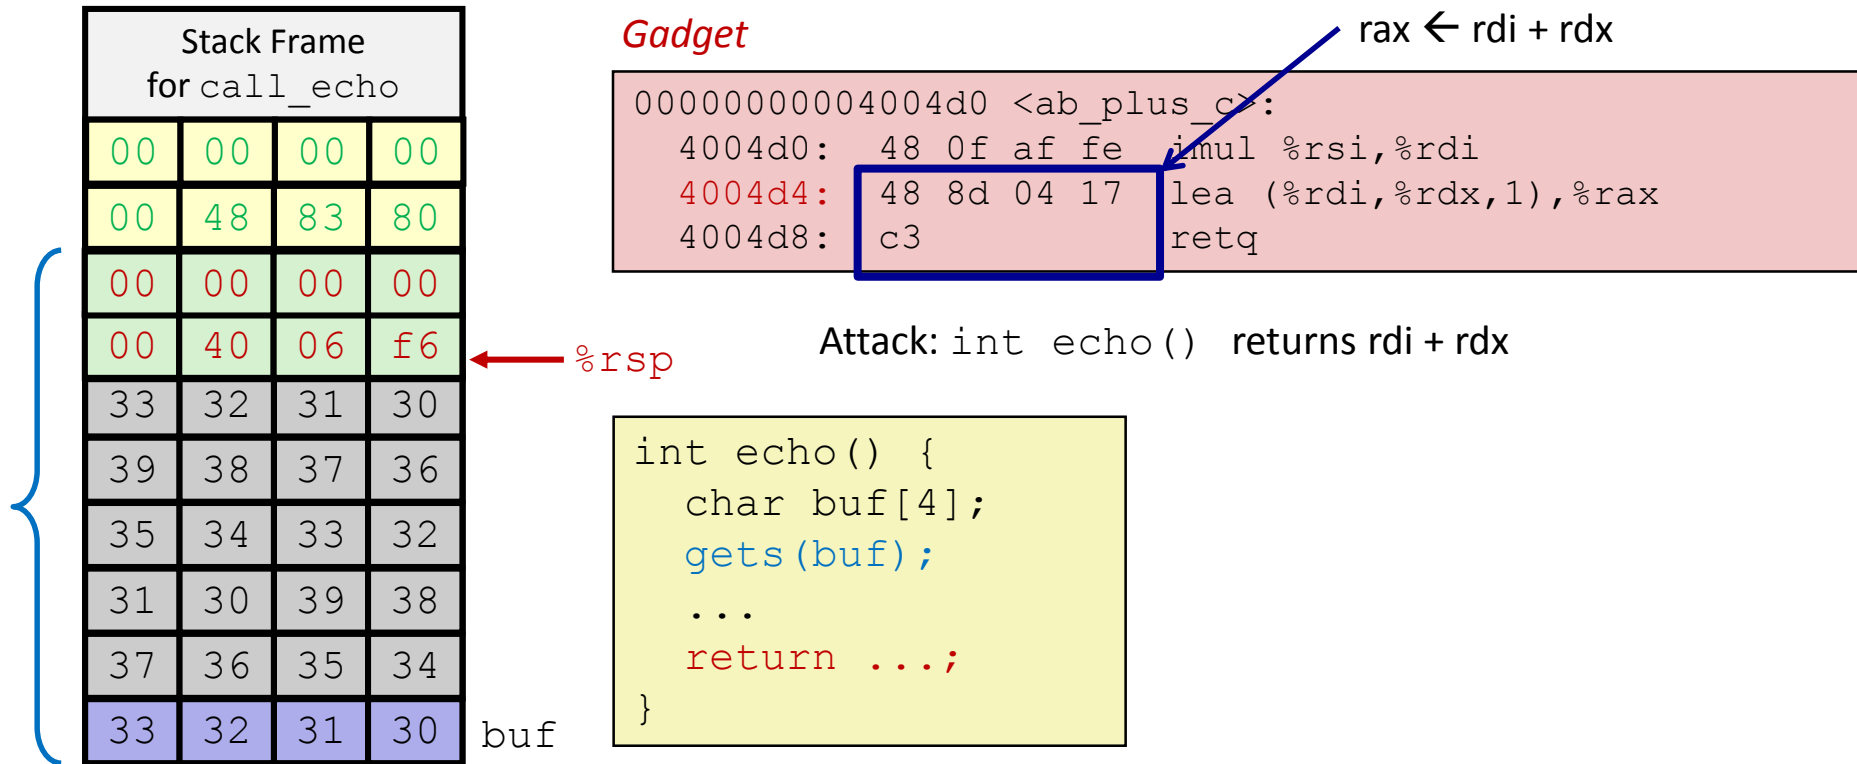 Stack Frame
for call_echo
00 00 00 00
00 48 83 80
00 00 00 00
00 40 06 f6
%rsp
33 32 31 30
39 38 37 36
35 34 33 32
31 30 39 38
37 36 35 34
33 32 31 30
buf
Gadget
rax ← rdi + rdx
00000000004004d0 <ab_plus_c>:
4004d0: 48 0f af fe imul %rsi,%rdi
4004d4: 48 8d 04 17 lea (%rdi,%rdx,1),%rax
4004d8: c3 retq
Attack: int echo() returns rdi + rdx
int echo() {
char buf[4];
gets(buf);
...
return ...;
}